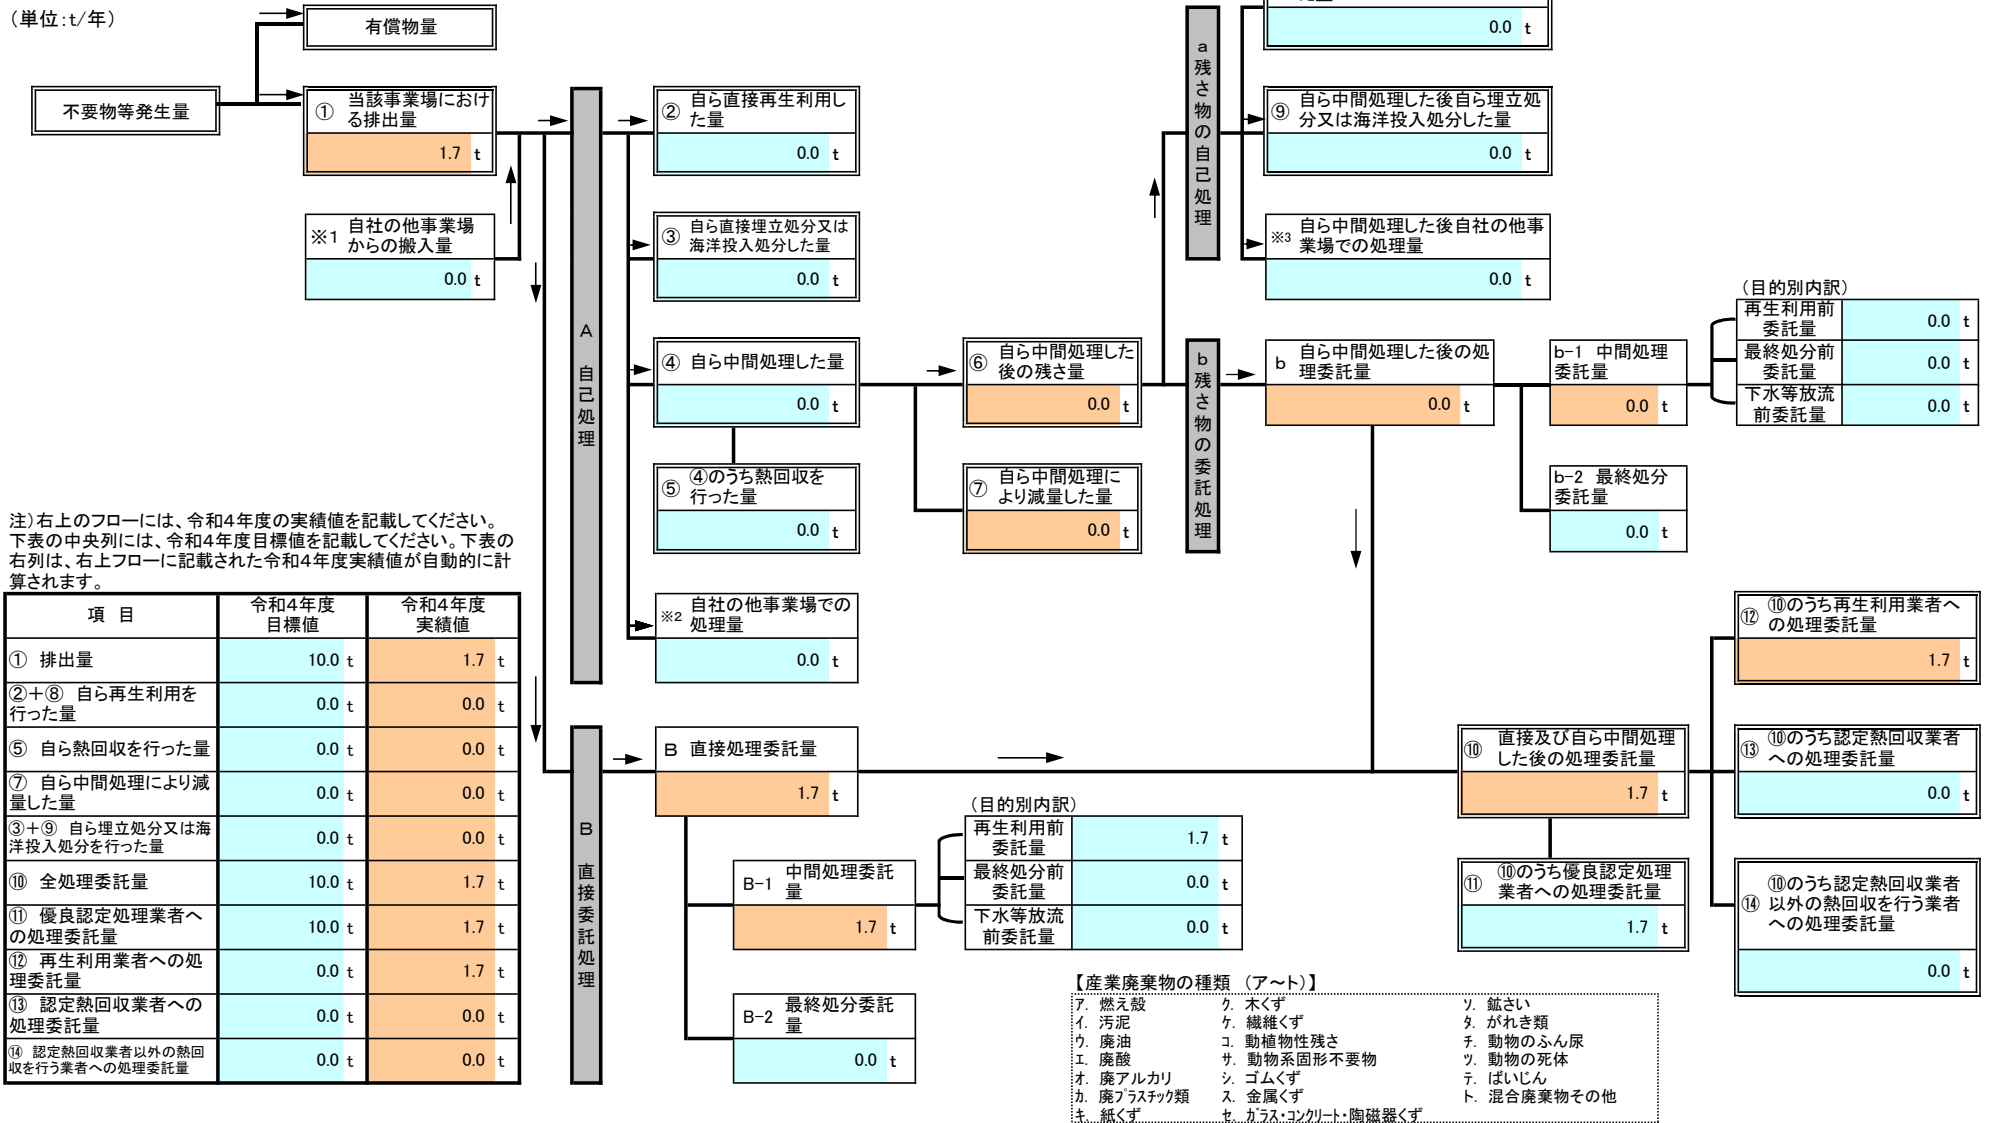 (単位:t/年)
有償物量
不要物等発生量
① 当該事業場におけ
る排出量
1.7 t
※1 自社の他事業場
からの搬入量
0.0 t
A 自己処理
② 自ら直接再生利用し
た量
0.0 t
③ 自ら直接埋立処分又は
海洋投入処分した量
0.0 t
④ 自ら中間処理した量
0.0 t
⑤ ④のうち熱回収を
行った量
0.0 t
※2 自社の他事業場での
処理量
0.0 t
⑥ 自ら中間処理した
後の残さ量
0.0 t
⑦ 自ら中間処理に
より減量した量
0.0 t
a 残さ物の自己処理
0.0 t
⑨ 自ら中間処理した後自ら埋立処
分又は海洋投入処分した量
0.0 t
※3 自ら中間処理した後自社の他事
業場での処理量
0.0 t
b 残さ物の委託処理
b 自ら中間処理した後の処
理委託量
0.0 t
b-1 中間処理
委託量
0.0 t
b-2 最終処分
委託量
0.0 t
(目的別内訳)
再生利用前
委託量 0.0 t
最終処分前
委託量 0.0 t
下水等放流
前委託量 0.0 t
注)右上のフローには、令和4年度の実績値を記載してください。
下表の中央列には、令和4年度目標値を記載してください。下表の
右列は、右上フローに記載された令和4年度実績値が自動的に計
算されます。
項 目 令和4年度
目標値 令和4年度
実績値
① 排出量 10.0 t 1.7 t
②+⑧ 自ら再生利用を
行った量 0.0 t 0.0 t
⑤ 自ら熱回収を行った量 0.0 t 0.0 t
⑦ 自ら中間処理により減
量した量 0.0 t 0.0 t
③+⑨ 自ら埋立処分又は海
洋投入処分を行った量 0.0 t 0.0 t
⑩ 全処理委託量 10.0 t 1.7 t
⑪ 優良認定処理業者へ
の処理委託量 10.0 t 1.7 t
⑫ 再生利用業者への処
理委託量 0.0 t 1.7 t
⑬ 認定熱回収業者への
処理委託量 0.0 t 0.0 t
⑭ 認定熱回収業者以外の熱回
収を行う業者への処理委託量 0.0 t 0.0 t
B 直接委託処理
B 直接処理委託量
1.7 t
B-1 中間処理委託
量
1.7 t
B-2 最終処分委託
量
0.0 t
(目的別内訳)
再生利用前
委託量 1.7 t
最終処分前
委託量 0.0 t
下水等放流
前委託量 0.0 t
⑩ 直接及び自ら中間処理
した後の処理委託量
1.7 t
⑪ ⑩のうち優良認定処理
業者への処理委託量
1.7 t
⑫ ⑩のうち再生利用業者へ
の処理委託量
1.7 t
⑬ ⑩のうち認定熱回収業者
への処理委託量
0.0 t
⑭ ⑩のうち認定熱回収業者
以外の熱回収を行う業者
への処理委託量
0.0 t
【産業廃棄物の種類 (ア~ト)】
ア. 燃え殻 ク. 木くず ソ. 鉱さい
イ. 汚泥 ケ. 繊維くず タ. がれき類
ウ. 廃油 コ. 動植物性残さ チ. 動物のふん尿
エ. 廃酸 サ. 動物系固形不要物 ツ. 動物の死体
オ. 廃アルカリ シ. ゴムくず テ. ばいじん
カ. 廃プラスチック類 ス. 金属くず ト. 混合廃棄物その他
キ. 紙くず セ. ガラス・コンクリート・陶磁器くず